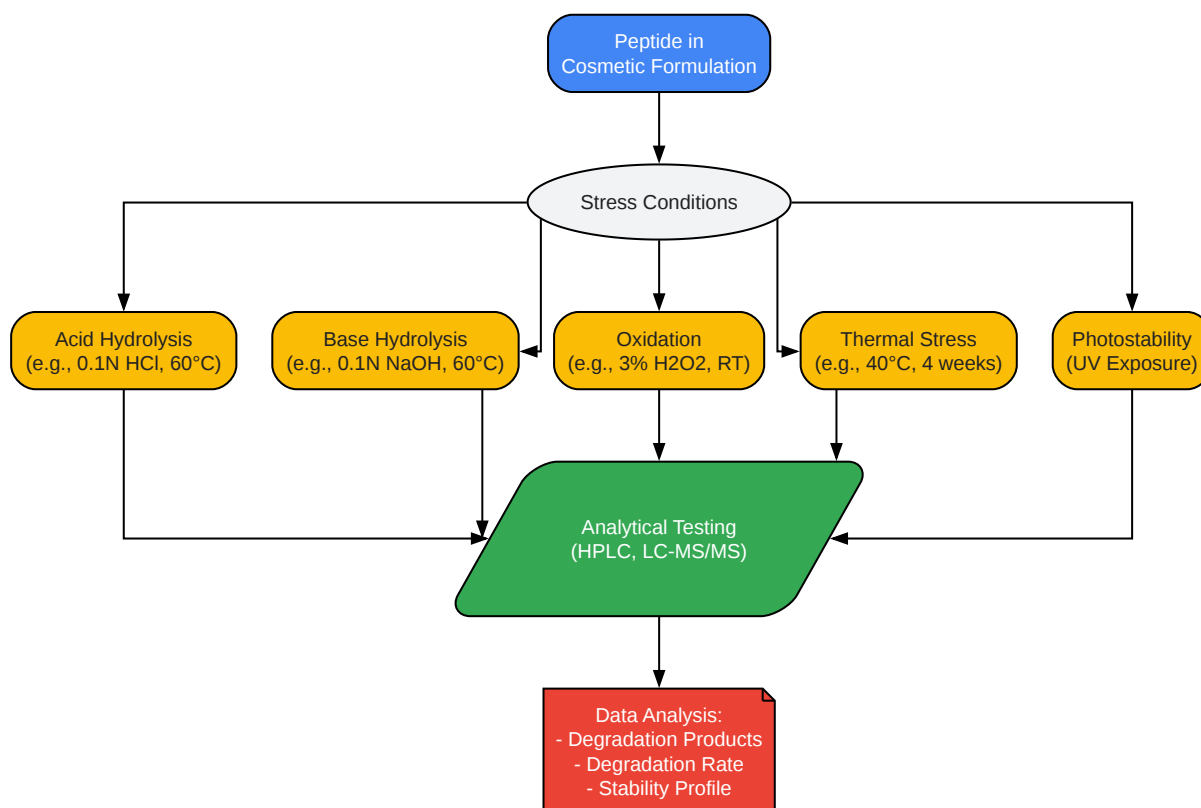 Peptide in
Cosmetic Formulation
Stress Conditions
Acid Hydrolysis
(e.g., 0.1N HCl, 60°C)
Base Hydrolysis
(e.g., 0.1N NaOH, 60°C)
Oxidation
(e.g., 3% H2O2, RT)
Thermal Stress
(e.g., 40°C, 4 weeks)
Photostability
(UV Exposure)
Analytical Testing
(HPLC, LC-MS/MS)
Data Analysis:
- Degradation Products
- Degradation Rate
- Stability Profile